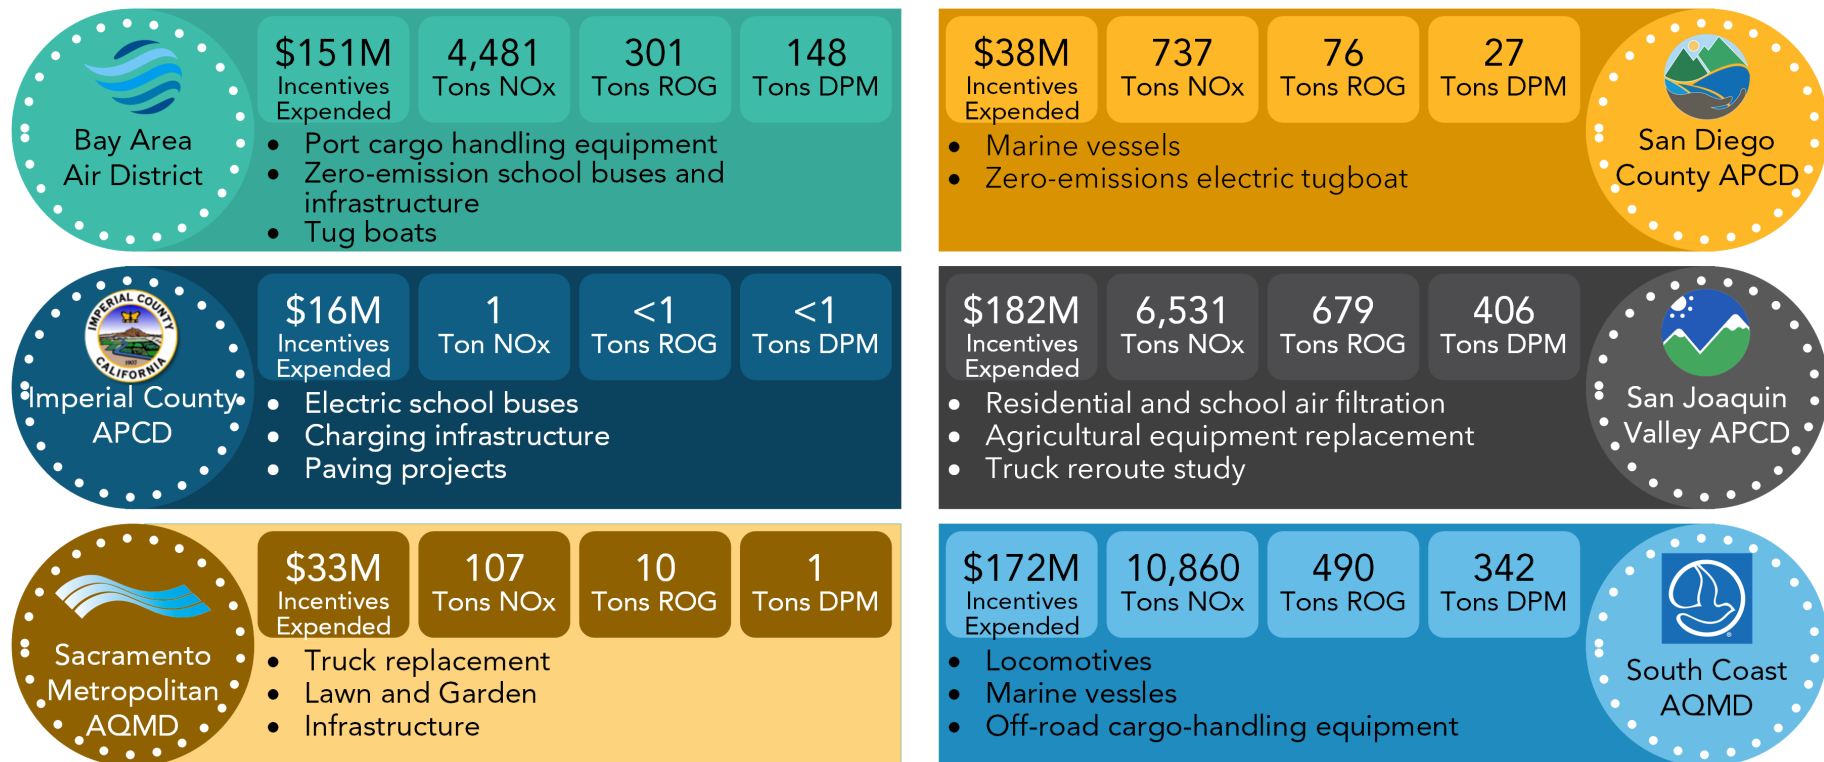 $151M
Incentives
Expended
4,481
Tons NOx
301
Tons ROG
148
Tons DPM
Bay Area
Air District
• Port cargo handling equipment
• Zero-emission school buses and
infrastructure
• Tug boats
$38M
Incentives
Expended
737
Tons NOx
76
Tons ROG
27
Tons DPM
San Diego
County APCD
• Marine vessels
• Zero-emissions electric tugboat
IMPERIAL COUNTY
1907
CALIFORNIA
Imperial County
APCD
$16M
Incentives
Expended
1
Ton NOx
<1
Tons ROG
<1
Tons DPM
• Electric school buses
• Charging infrastructure
• Paving projects
$182M
Incentives
Expended
6,531
Tons NOx
679
Tons ROG
406
Tons DPM
San Joaquin
Valley APCD
• Residential and school air filtration
• Agricultural equipment replacement
• Truck reroute study
Sacramento
Metropolitan
AQMD
$33M
Incentives
Expended
107
Tons NOx
10
Tons ROG
1
Tons DPM
• Truck replacement
• Lawn and Garden
• Infrastructure
$172M
Incentives
Expended
10,860
Tons NOx
490
Tons ROG
342
Tons DPM
South Coast
AQMD
• Locomotives
• Marine vessles
• Off-road cargo-handling equipment